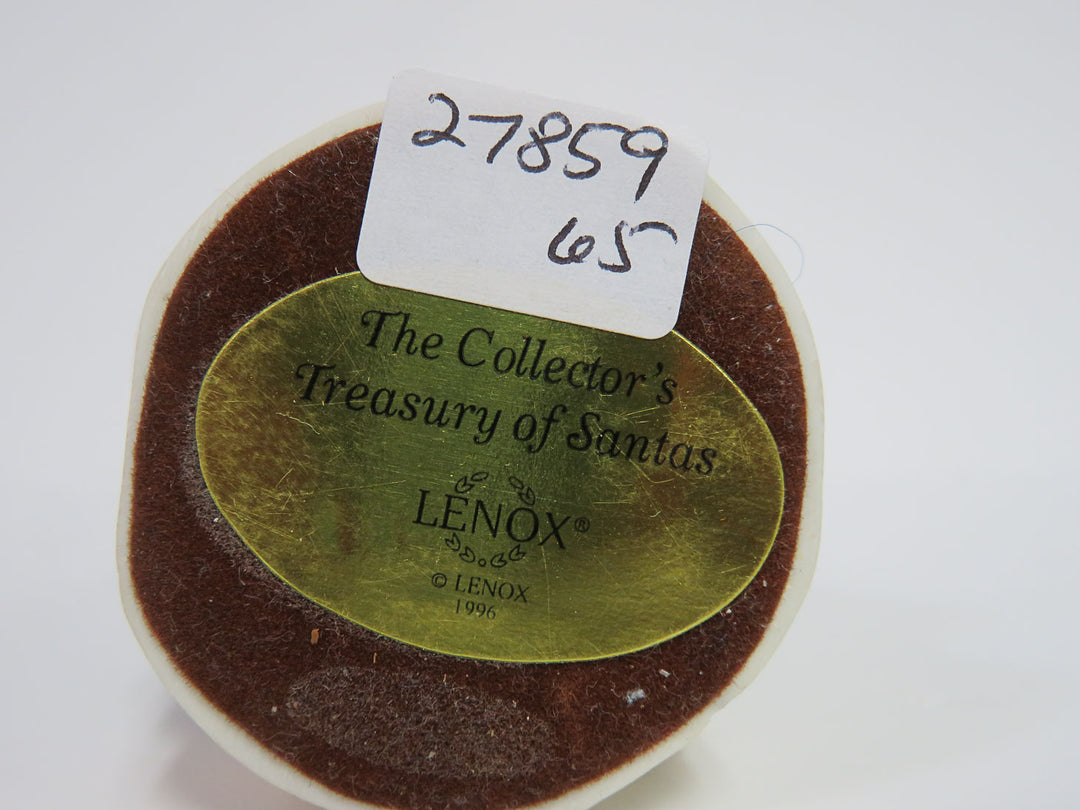 27859
65
The Collector's
Treasury of Santas
LENOX®
© LENOX
1996